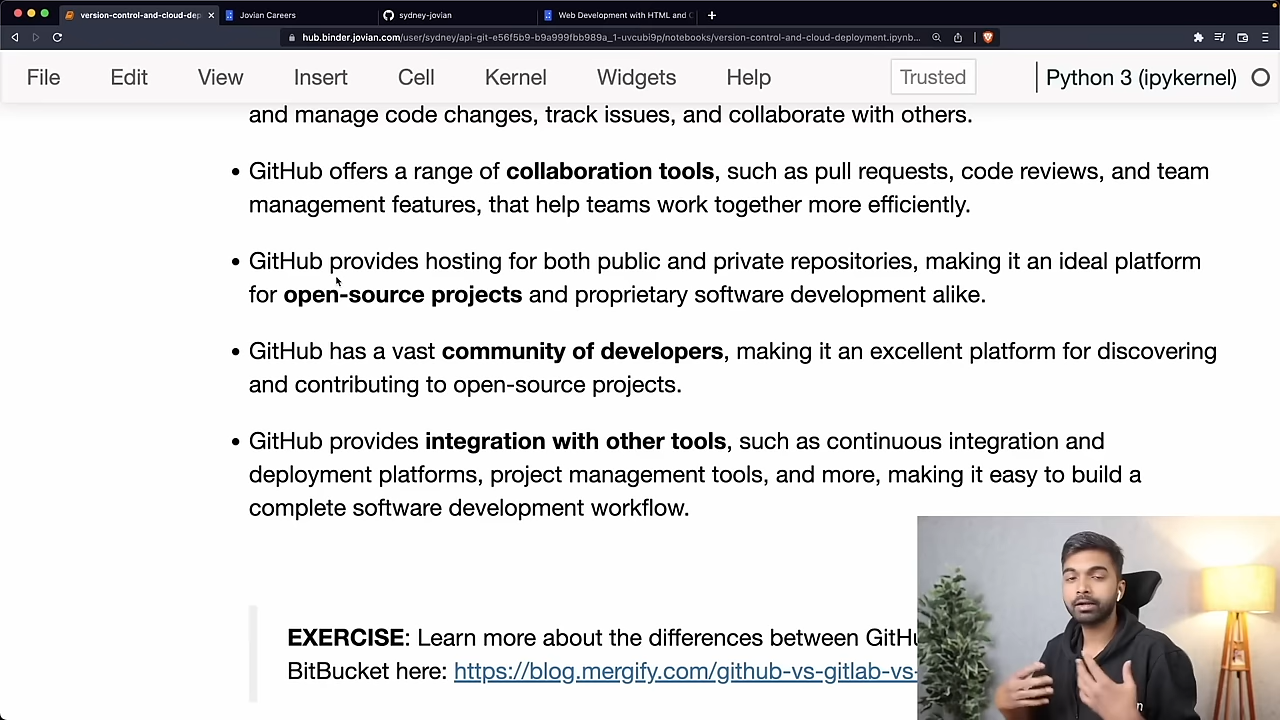 version-control-and-cloud-dep
Jovian Careers
sydney-jovian
Web Development with HTML and C
hub.binder.jovian.com/user/sydney/api-git-e56f5b9-b9a999fbb989a_1-uvcubi9p/notebooks/version-control-and-cloud-deployment.ipynb...
File Edit View Insert Cell Kernel Widgets Help Trusted Python 3 (ipykernel)
and manage code changes, track issues, and collaborate with others.
• GitHub offers a range of collaboration tools, such as pull requests, code reviews, and team
management features, that help teams work together more efficiently.
• GitHub provides hosting for both public and private repositories, making it an ideal platform
for open-source projects and proprietary software development alike.
• GitHub has a vast community of developers, making it an excellent platform for discovering
and contributing to open-source projects.
• GitHub provides integration with other tools, such as continuous integration and
deployment platforms, project management tools, and more, making it easy to build a
complete software development workflow.
EXERCISE: Learn more about the differences between GitHu
BitBucket here: https://blog.mergify.com/github-vs-gitlab-vs-